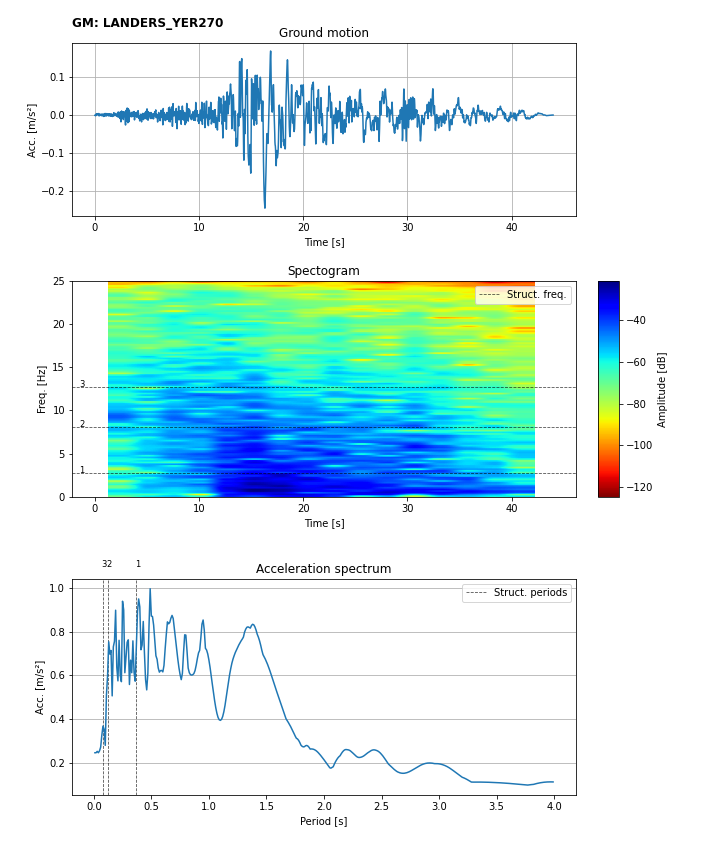 GM: LANDERS_YER270
Ground motion
Acc. [m/s²]
0.1
0.0
−0.1
−0.2
0 10 20 30 40
Time [s]
Spectogram
Freq. [Hz]
25
20
15
10
5
0
3
2
1
Struct. freq.
0 10 20 30 40
Time [s]
−40
−60
−80
−100
−120
Amplitude [dB]
32 1
Acceleration spectrum
Acc. [m/s²]
1.0
0.8
0.6
0.4
0.2
Struct. periods
0.0 0.5 1.0 1.5 2.0 2.5 3.0 3.5 4.0
Period [s]